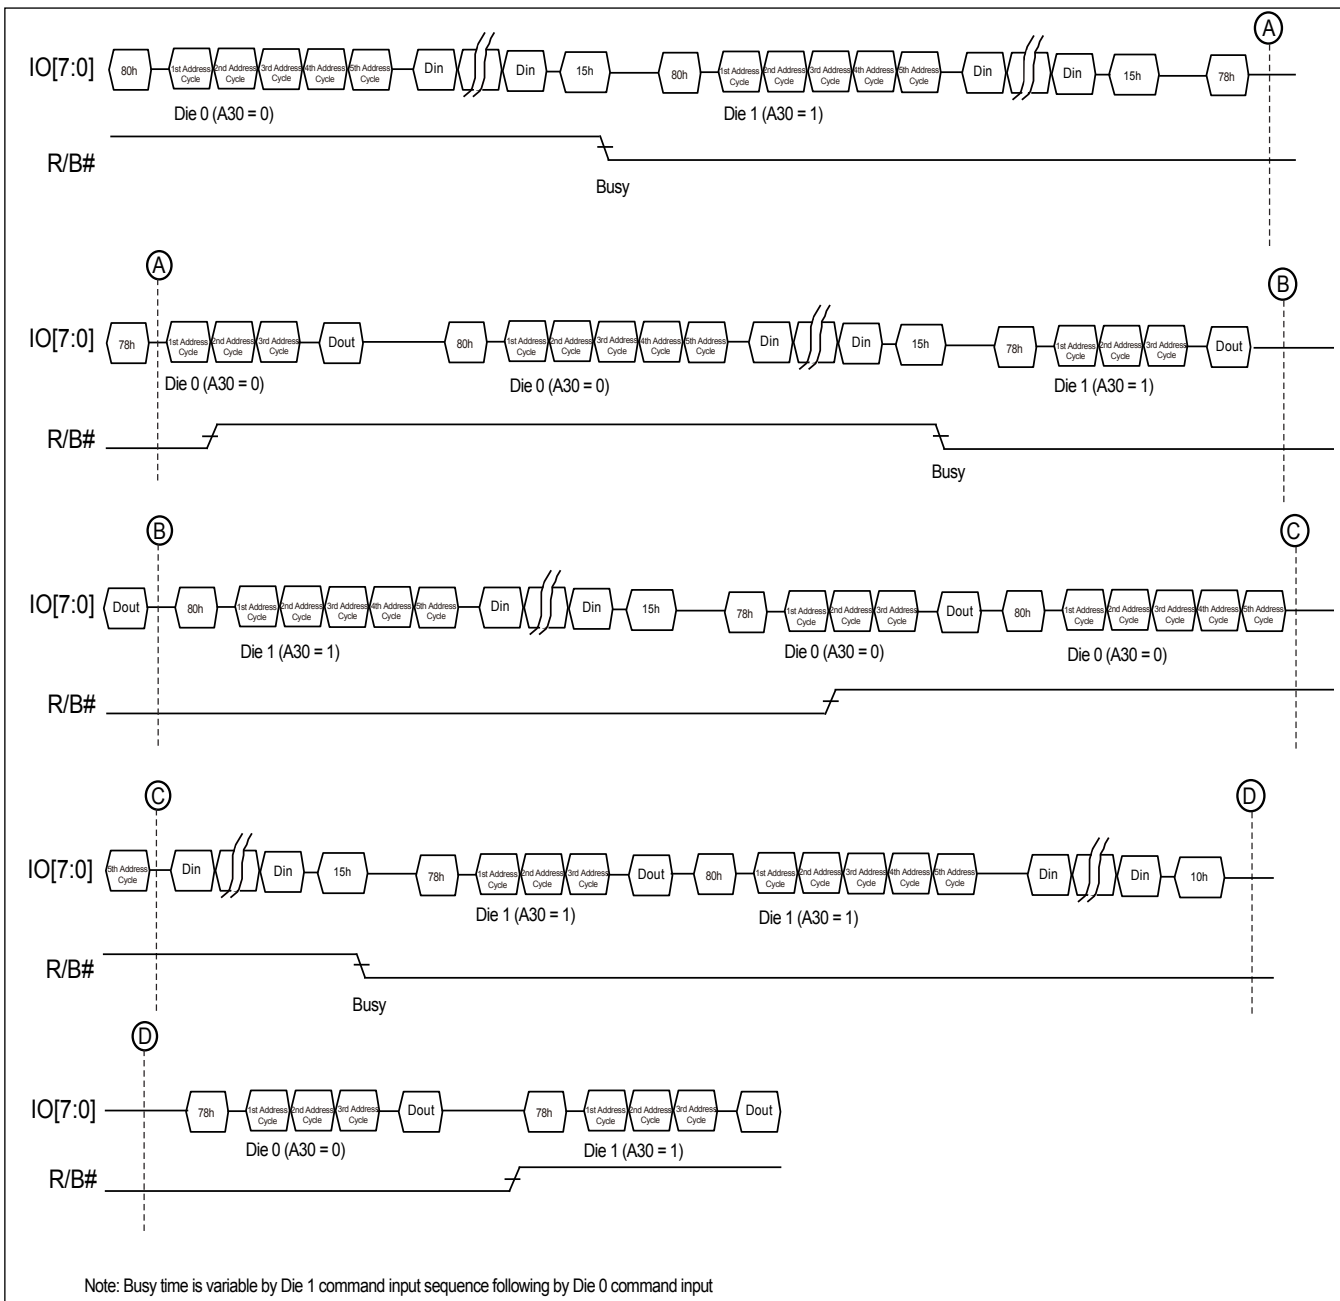 A
IO[7:0] 80h 1st Address Cycle 2nd Address Cycle 3rd Address Cycle 4th Address Cycle 5th Address Cycle Din Din 15h 80h 1st Address Cycle 2nd Address Cycle 3rd Address Cycle 4th Address Cycle 5th Address Cycle Din Din 15h 78h
Die 0 (A30 = 0) Die 1 (A30 = 1)
R/B#
Busy
A B
IO[7:0] 78h 1st Address Cycle 2nd Address Cycle 3rd Address Cycle Dout 80h 1st Address Cycle 2nd Address Cycle 3rd Address Cycle 4th Address Cycle 5th Address Cycle Din Din 15h 78h 1st Address Cycle 2nd Address Cycle 3rd Address Cycle Dout
Die 0 (A30 = 0) Die 0 (A30 = 0) Die 1 (A30 = 1)
R/B#
Busy
B C
IO[7:0] Dout 80h 1st Address Cycle 2nd Address Cycle 3rd Address Cycle 4th Address Cycle 5th Address Cycle Din Din 15h 78h 1st Address Cycle 2nd Address Cycle 3rd Address Cycle Dout 80h 1st Address Cycle 2nd Address Cycle 3rd Address Cycle 4th Address Cycle 5th Address Cycle
Die 1 (A30 = 1) Die 0 (A30 = 0) Die 0 (A30 = 0)
R/B#
C D
IO[7:0] 5th Address Cycle Din Din 15h 78h 1st Address Cycle 2nd Address Cycle 3rd Address Cycle Dout 80h 1st Address Cycle 2nd Address Cycle 3rd Address Cycle 4th Address Cycle 5th Address Cycle Din Din 10h
Die 1 (A30 = 1) Die 1 (A30 = 1)
R/B#
Busy
D
IO[7:0] 78h 1st Address Cycle 2nd Address Cycle 3rd Address Cycle Dout 78h 1st Address Cycle 2nd Address Cycle 3rd Address Cycle Dout
Die 0 (A30 = 0) Die 1 (A30 = 1)
R/B#
Note: Busy time is variable by Die 1 command input sequence following by Die 0 command input